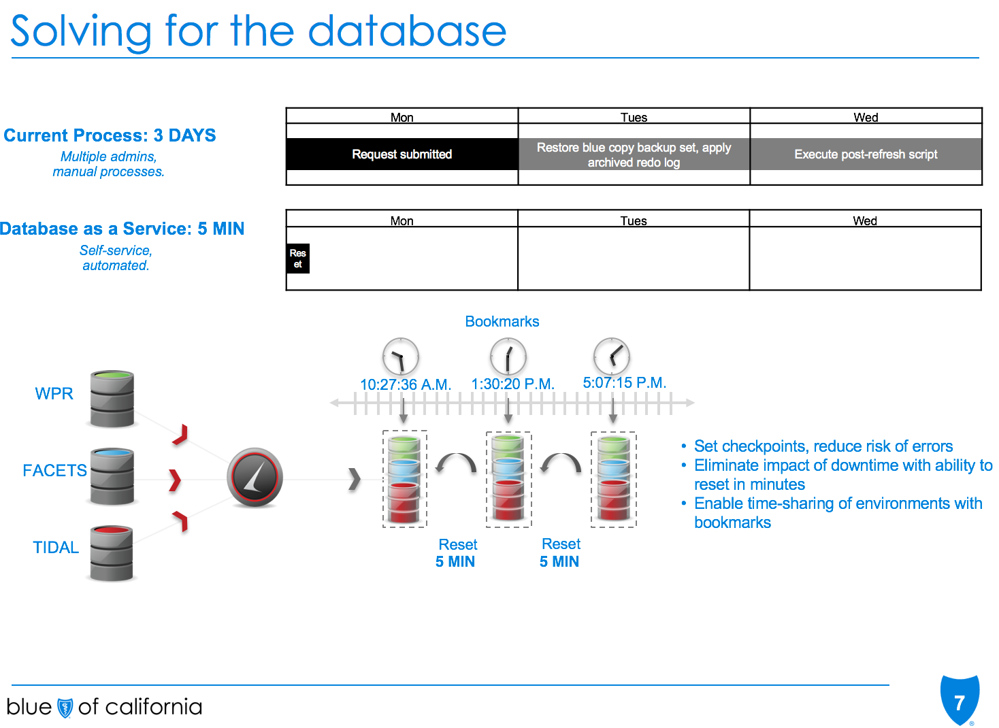 Solving for the database
Current Process: 3 DAYS
Multiple admins,
manual processes.
Mon
Tues
Wed
Request submitted
Restore blue copy backup set, apply
archived redo log
Execute post-refresh script
Database as a Service: 5 MIN
Self-service,
automated.
Mon
Tues
Wed
Res
et
Bookmarks
10:27:36 A.M.
1:30:20 P.M.
5:07:15 P.M.
WPR
FACETS
TIDAL
Reset
5 MIN
Reset
5 MIN
• Set checkpoints, reduce risk of errors
• Eliminate impact of downtime with ability to
reset in minutes
• Enable time-sharing of environments with
bookmarks
blue of california
7
®